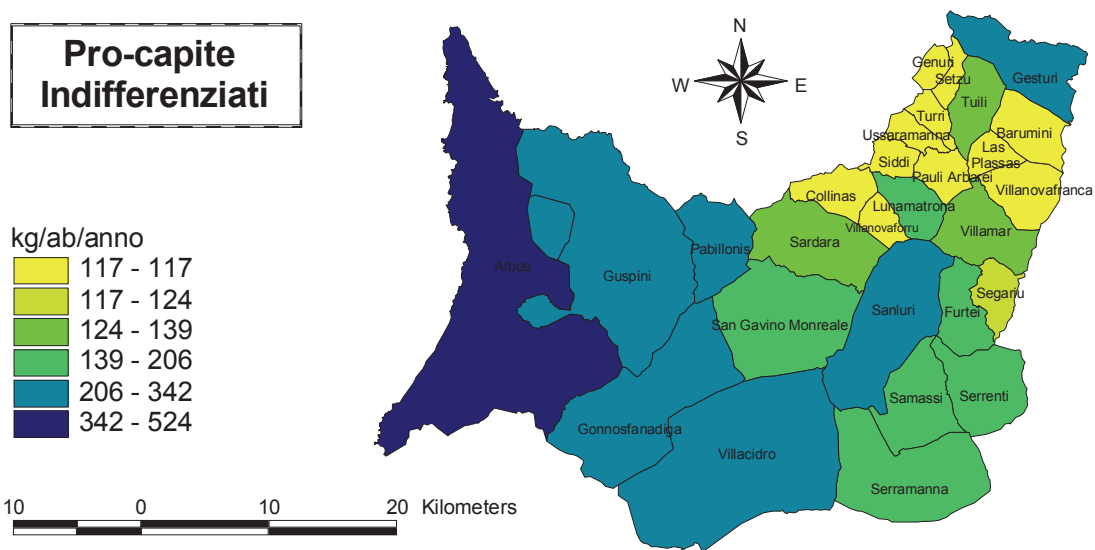 Pro-capite
Indifferenziati
N
W
E
S
kg/ab/anno
117 - 117
117 - 124
124 - 139
139 - 206
206 - 342
342 - 524
10 0 10 20 Kilometers
Genuri
Setzu
Gesturi
Tuili
Turri
Ussaramanna
Barumini
Las
Plassas
Siddi
Pauli Arbarei
Villanovafranca
Collinas
Lunamatrona
Villanovaforru
Villamar
Sardara
Pabillonis
Arbus
Guspini
Segariu
Sanluri
Furtei
San Gavino Monreale
Samassi
Serrenti
Gonnosfanadiga
Villacidro
Serramanna